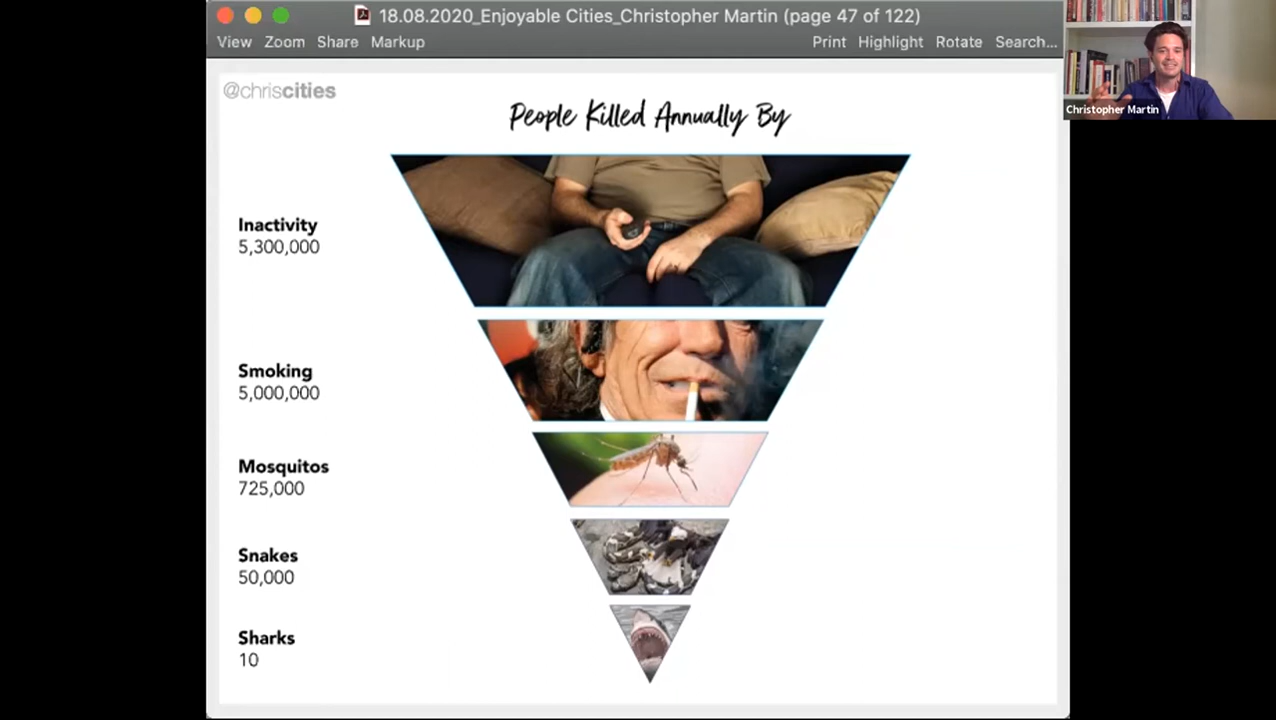 18.08.2020_Enjoyable Cities_Christopher Martin (page 47 of 122)
View Zoom Share Markup Print Highlight Rotate Search...
Christopher Martin
@chriscities
People Killed Annually By
Inactivity
5,300,000
Smoking
5,000,000
Mosquitos
725,000
Snakes
50,000
Sharks
10